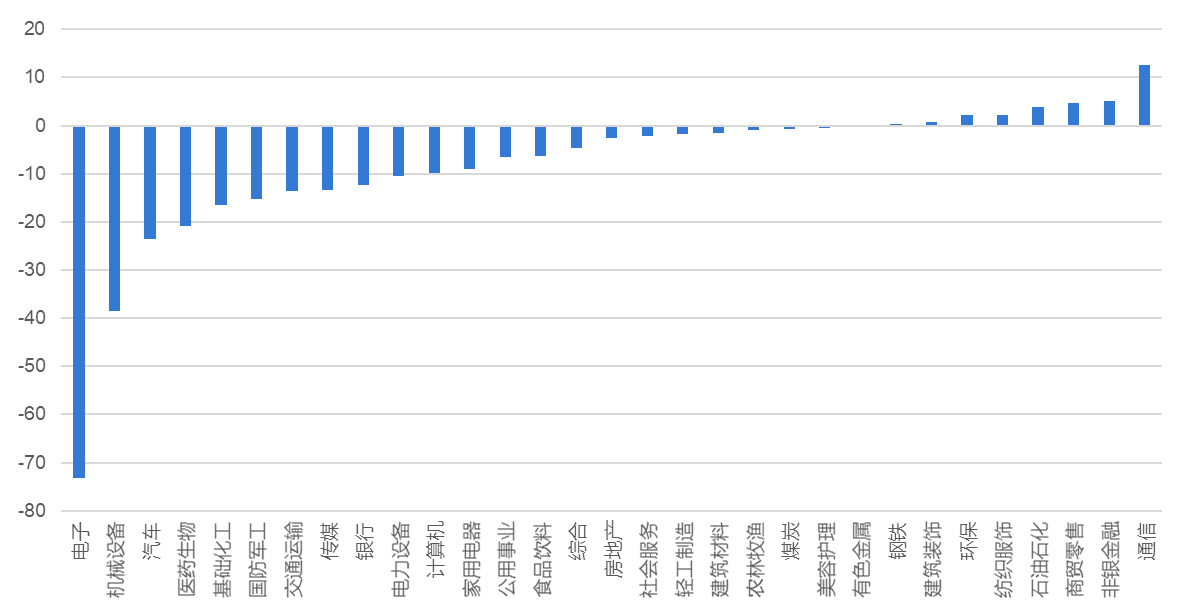 20
10
0
-10
-20
-30
-40
-50
-60
-70
-80
电子
机械设备
汽车
医药生物
基础化工
国防军工
交通运输
传媒
银行
电力设备
计算机
家用电器
公用事业
食品饮料
综合
房地产
社会服务
轻工制造
建筑材料
农林牧渔
煤炭
美容护理
有色金属
钢铁
建筑装饰
环保
纺织服饰
石油石化
商贸零售
非银金融
通信